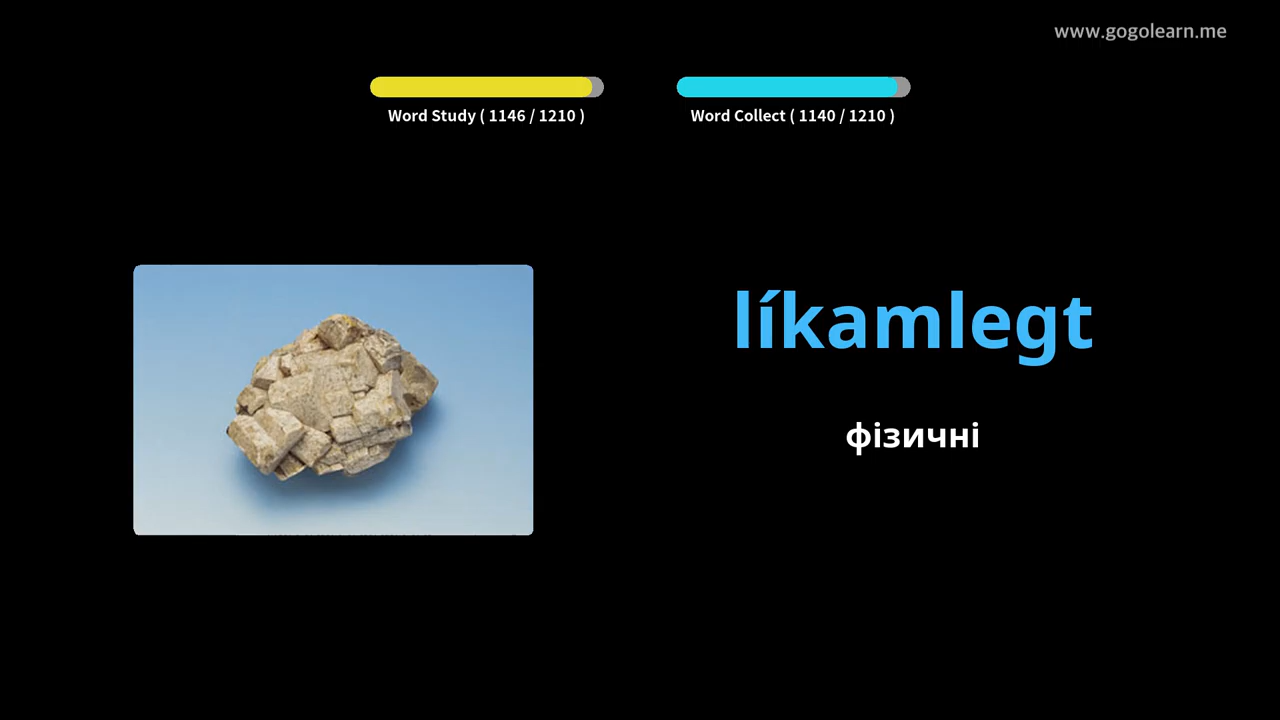 www.gogolearn.me
Word Study ( 1146 / 1210 )
Word Collect ( 1140 / 1210 )
líkamlegt
фізичні